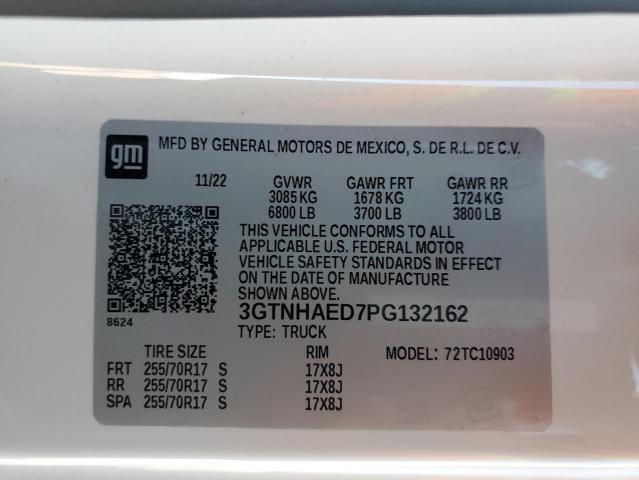 gm MFD BY GENERAL MOTORS DE MEXICO, S. DE R.L. DE C.V.
11/22 GVWR GAWR FRT GAWR RR
3085 KG 1678 KG 1724 KG
6800 LB 3700 LB 3800 LB
THIS VEHICLE CONFORMS TO ALL
APPLICABLE U.S. FEDERAL MOTOR
VEHICLE SAFETY STANDARDS IN EFFECT
ON THE DATE OF MANUFACTURE
SHOWN ABOVE.
3GTNHAED7PG132162
8624
TYPE: TRUCK
TIRE SIZE RIM MODEL: 72TC10903
FRT 255/70R17 S 17X8J
RR 255/70R17 S 17X8J
SPA 255/70R17 S 17X8J